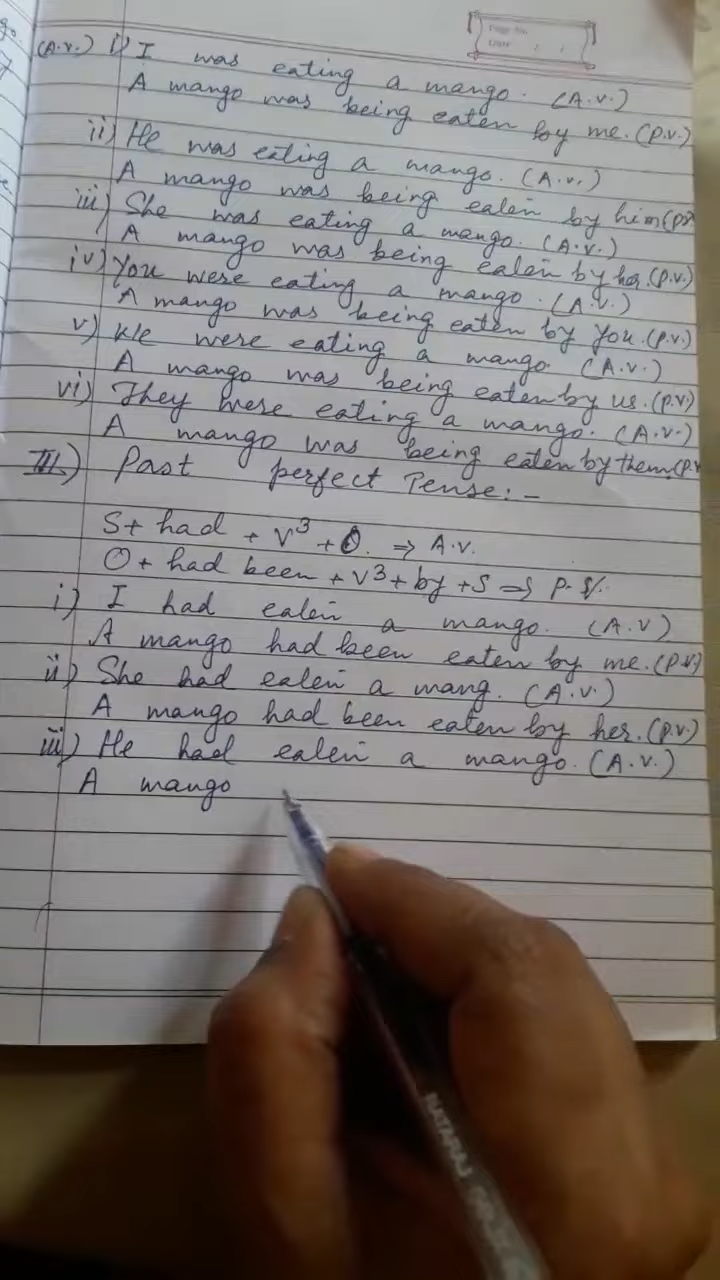 (A.V.) i) I was eating a mango. (A.V.)
A mango was being eaten by me. (P.V.)
ii) He was eating a mango. (A.V.)
A mango was being eaten by him (P.V
iii) She was eating a mango. (A.V.)
A mango was being eaten by her. (P.V.)
iv) You were eating a mango. (A.V.)
A mango was being eaten by you. (P.V.)
v) We were eating a mango. (A.V.)
A mango was being eaten by us. (P.V)
vi) They were eating a mango. (A.V.)
A mango was being eaten by them. (P.V
III.) Past perfect Tense:-
S + had + V³ + O. ⇒ A.V.
O + had been + V³ + by + S ⇒ P.V.
i) I had eaten a mango. (A.V)
A mango had been eaten by me. (P.V)
ii) She had eaten a mang. (A.V.)
A mango had been eaten by her. (P.V.)
iii) He had eaten a mango. (A.V.)
A mango
NATARAJ